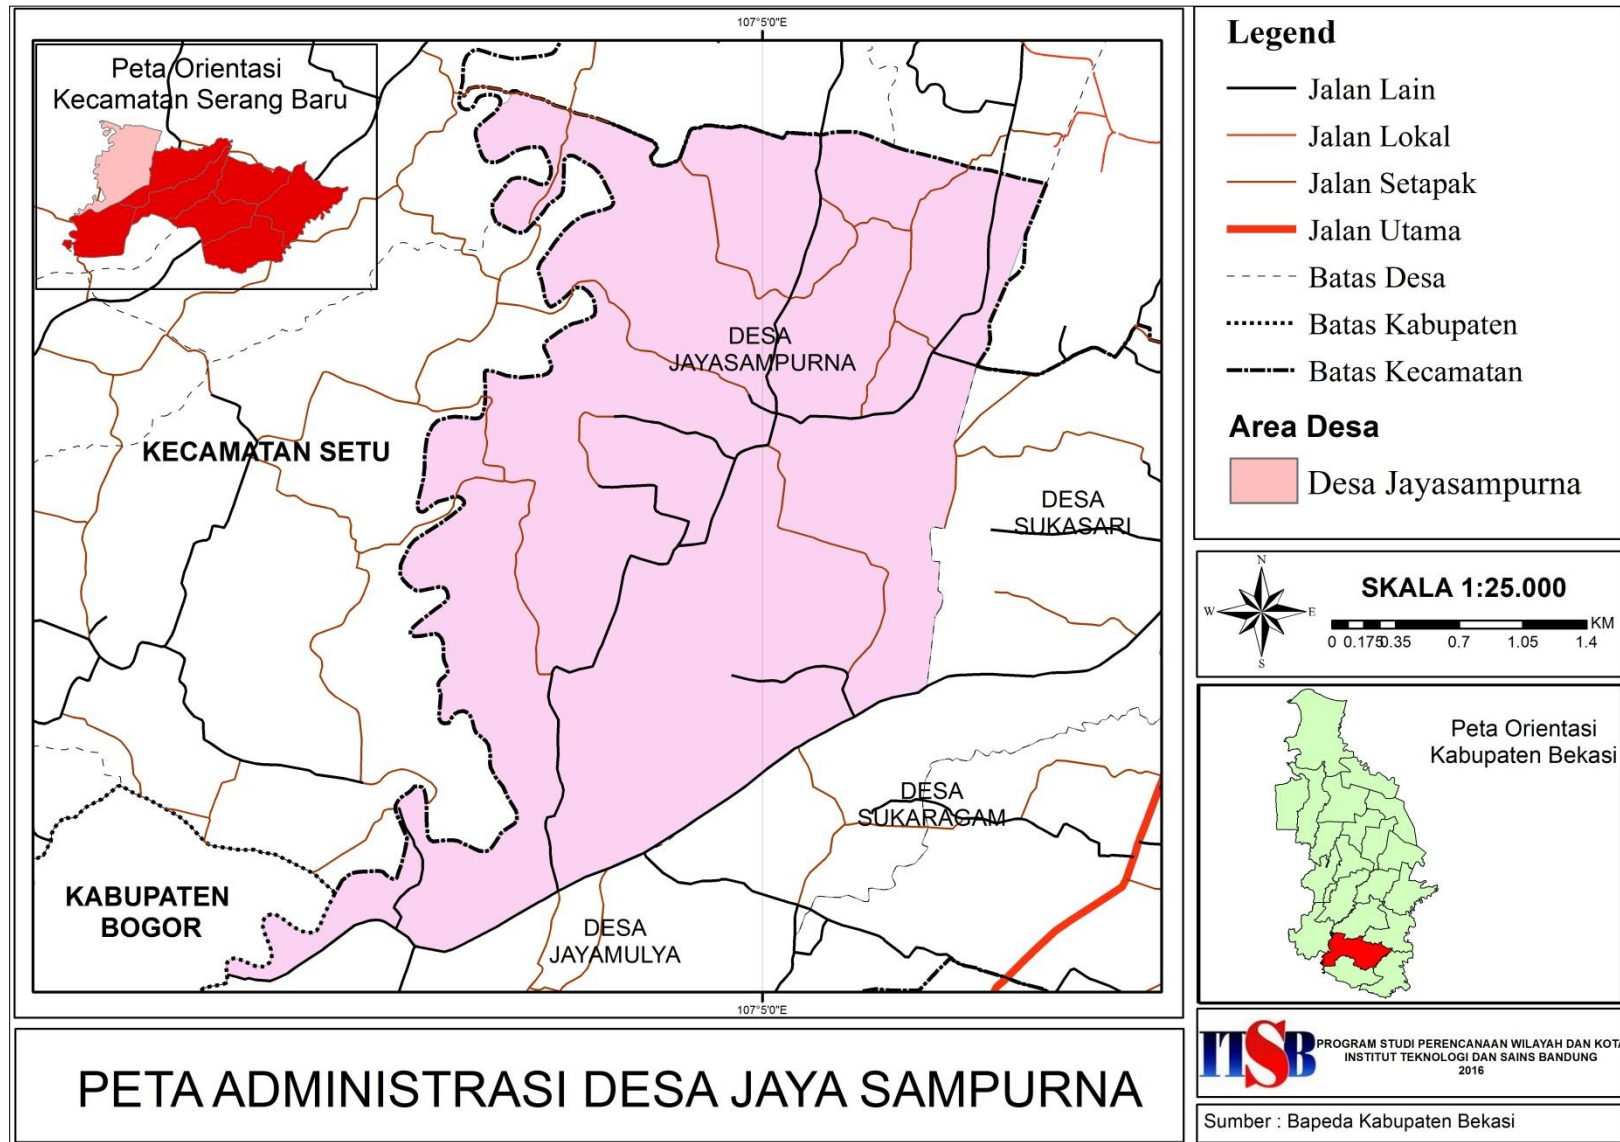 107°5'0"E
Peta Orientasi
Kecamatan Serang Baru
DESA
JAYASAMPURNA
KECAMATAN SETU
DESA
SUKASARI
DESA
SUKARAGAM
KABUPATEN
BOGOR
DESA
JAYAMULYA
107°5'0"E
PETA ADMINISTRASI DESA JAYA SAMPURNA
Legend
Jalan Lain
Jalan Lokal
Jalan Setapak
Jalan Utama
Batas Desa
Batas Kabupaten
Batas Kecamatan
Area Desa
Desa Jayasampurna
N
W
E
S
SKALA 1:25.000
KM
0 0.175 0.35 0.7 1.05 1.4
Peta Orientasi
Kabupaten Bekasi
ITSB
PROGRAM STUDI PERENCANAAN WILAYAH DAN KOTA
INSTITUT TEKNOLOGI DAN SAINS BANDUNG
2016
Sumber : Bapeda Kabupaten Bekasi